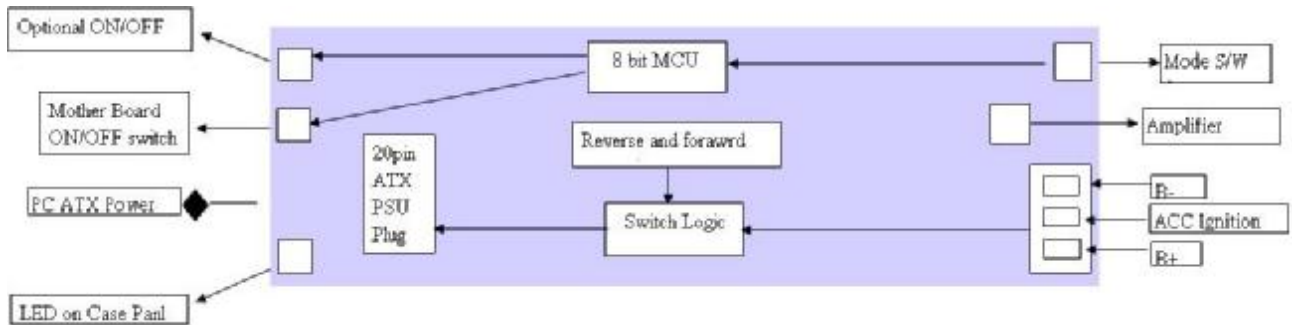 Optional ON/OFF
8 bit MCU
Mode S/W
Mother Board
ON/OFF switch
Amplifier
20pin
ATX
PSU
Plug
Reverse and forawrd
PC ATX Power
Switch Logic
B-
ACC Ignition
B+
LED on Case Panl